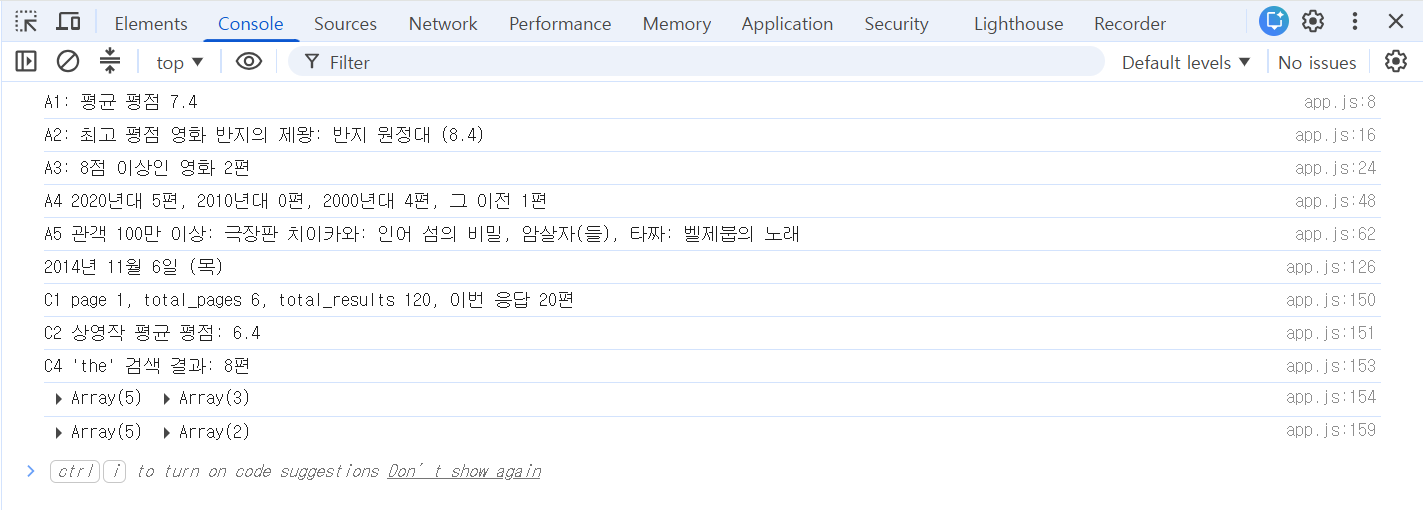 Elements Console Sources Network Performance Memory Application Security Lighthouse Recorder
top Filter Default levels No issues
A1: 평균 평점 7.4 app.js:8
A2: 최고 평점 영화 반지의 제왕: 반지 원정대 (8.4) app.js:16
A3: 8점 이상인 영화 2편 app.js:24
A4 2020년대 5편, 2010년대 0편, 2000년대 4편, 그 이전 1편 app.js:48
A5 관객 100만 이상: 극장판 치이카와: 인어 섬의 비밀, 암살자(들), 타짜: 벨제붑의 노래 app.js:62
2014년 11월 6일 (목) app.js:126
C1 page 1, total_pages 6, total_results 120, 이번 응답 20편 app.js:150
C2 상영작 평균 평점: 6.4 app.js:151
C4 'the' 검색 결과: 8편 app.js:153
Array(5) Array(3) app.js:154
Array(5) Array(2) app.js:159
ctrl i to turn on code suggestions Don't show again